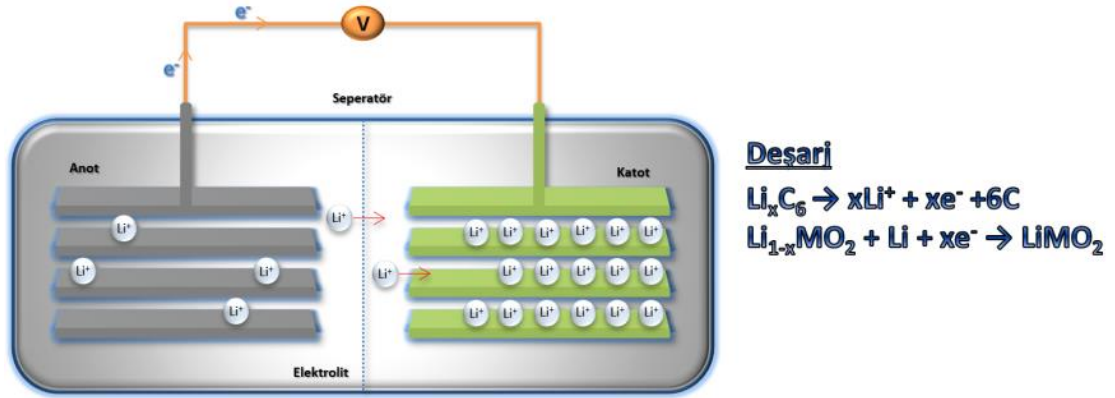 e⁻
V
e⁻
Seperatör
Anot
Katot
Li⁺
Li⁺ Li⁺ Li⁺ Li⁺ Li⁺ Li⁺ Li⁺
Li⁺ Li⁺ Li⁺ Li⁺ Li⁺ Li⁺ Li⁺ Li⁺
Li⁺ Li⁺ Li⁺ Li⁺ Li⁺ Li⁺ Li⁺
Elektrolit
Deşarj
LiₓC₆ → xLi⁺ + xe⁻ +6C
Li₁₋ₓMO₂ + Li + xe⁻ → LiMO₂